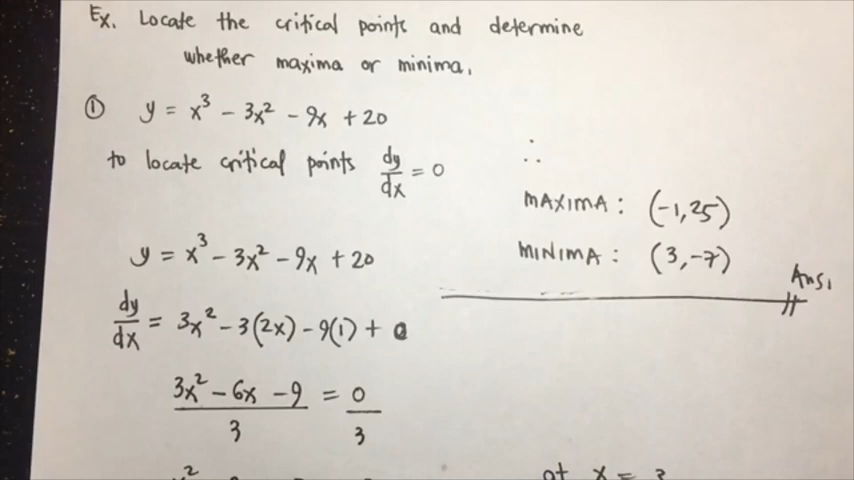 Ex. Locate the critical points and determine
whether maxima or minima.
① y = x³ - 3x² - 9x + 20
to locate critical points dy/dx = 0
y = x³ - 3x² - 9x + 20
dy/dx = 3x² - 3(2x) - 9(1) + 0
3x² - 6x - 9 / 3 = 0 / 3
∴
MAXIMA : (-1, 25)
MINIMA : (3, -7)
Ans.
at x = 3